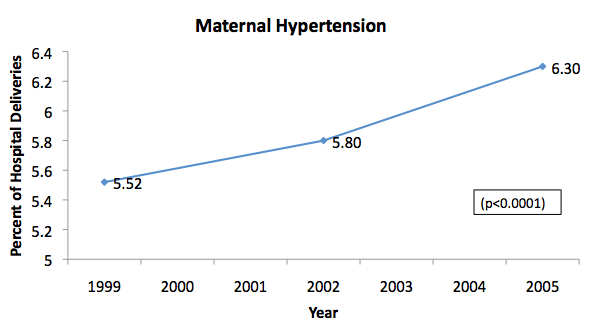 Maternal Hypertension
Percent of Hospital Deliveries
6.4
6.2
6
5.8
5.6
5.4
5.2
5
5.52
5.80
6.30
(p<0.0001)
1999 2000 2001 2002 2003 2004 2005
Year